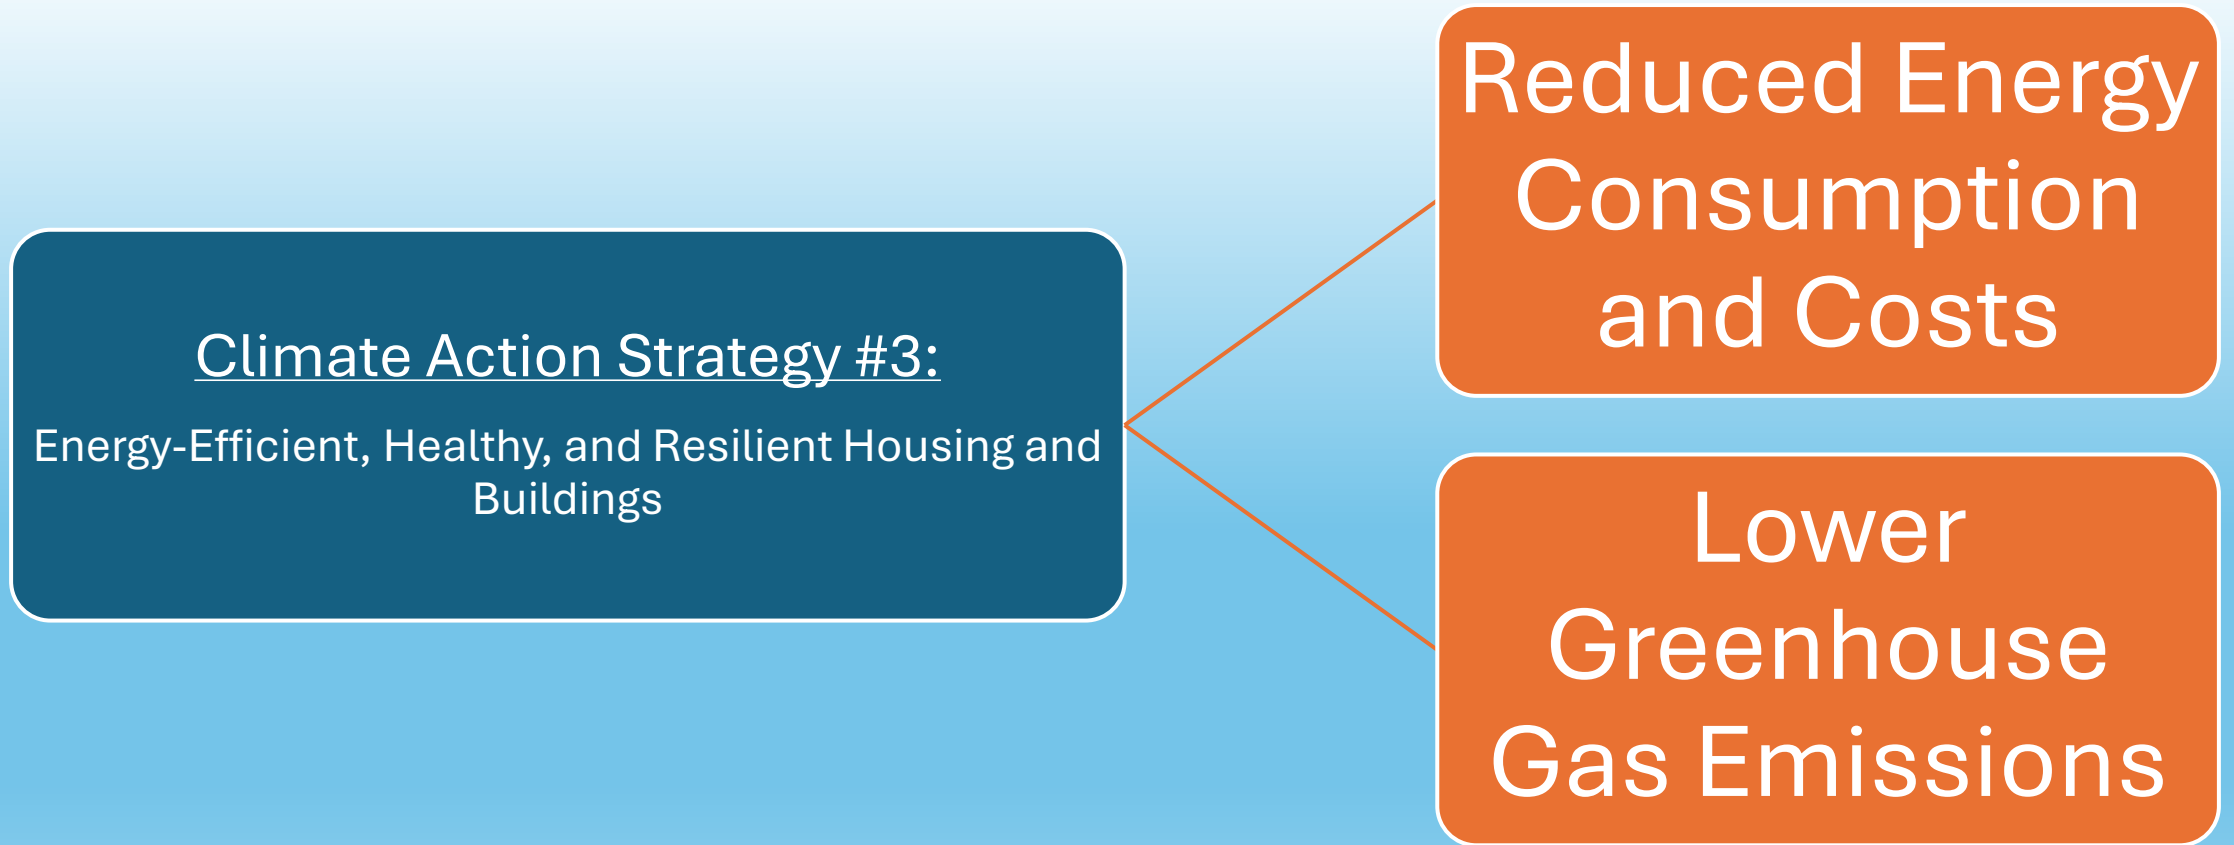 Climate Action Strategy #3:
Energy-Efficient, Healthy, and Resilient Housing and
Buildings
Reduced Energy
Consumption
and Costs
Lower
Greenhouse
Gas Emissions